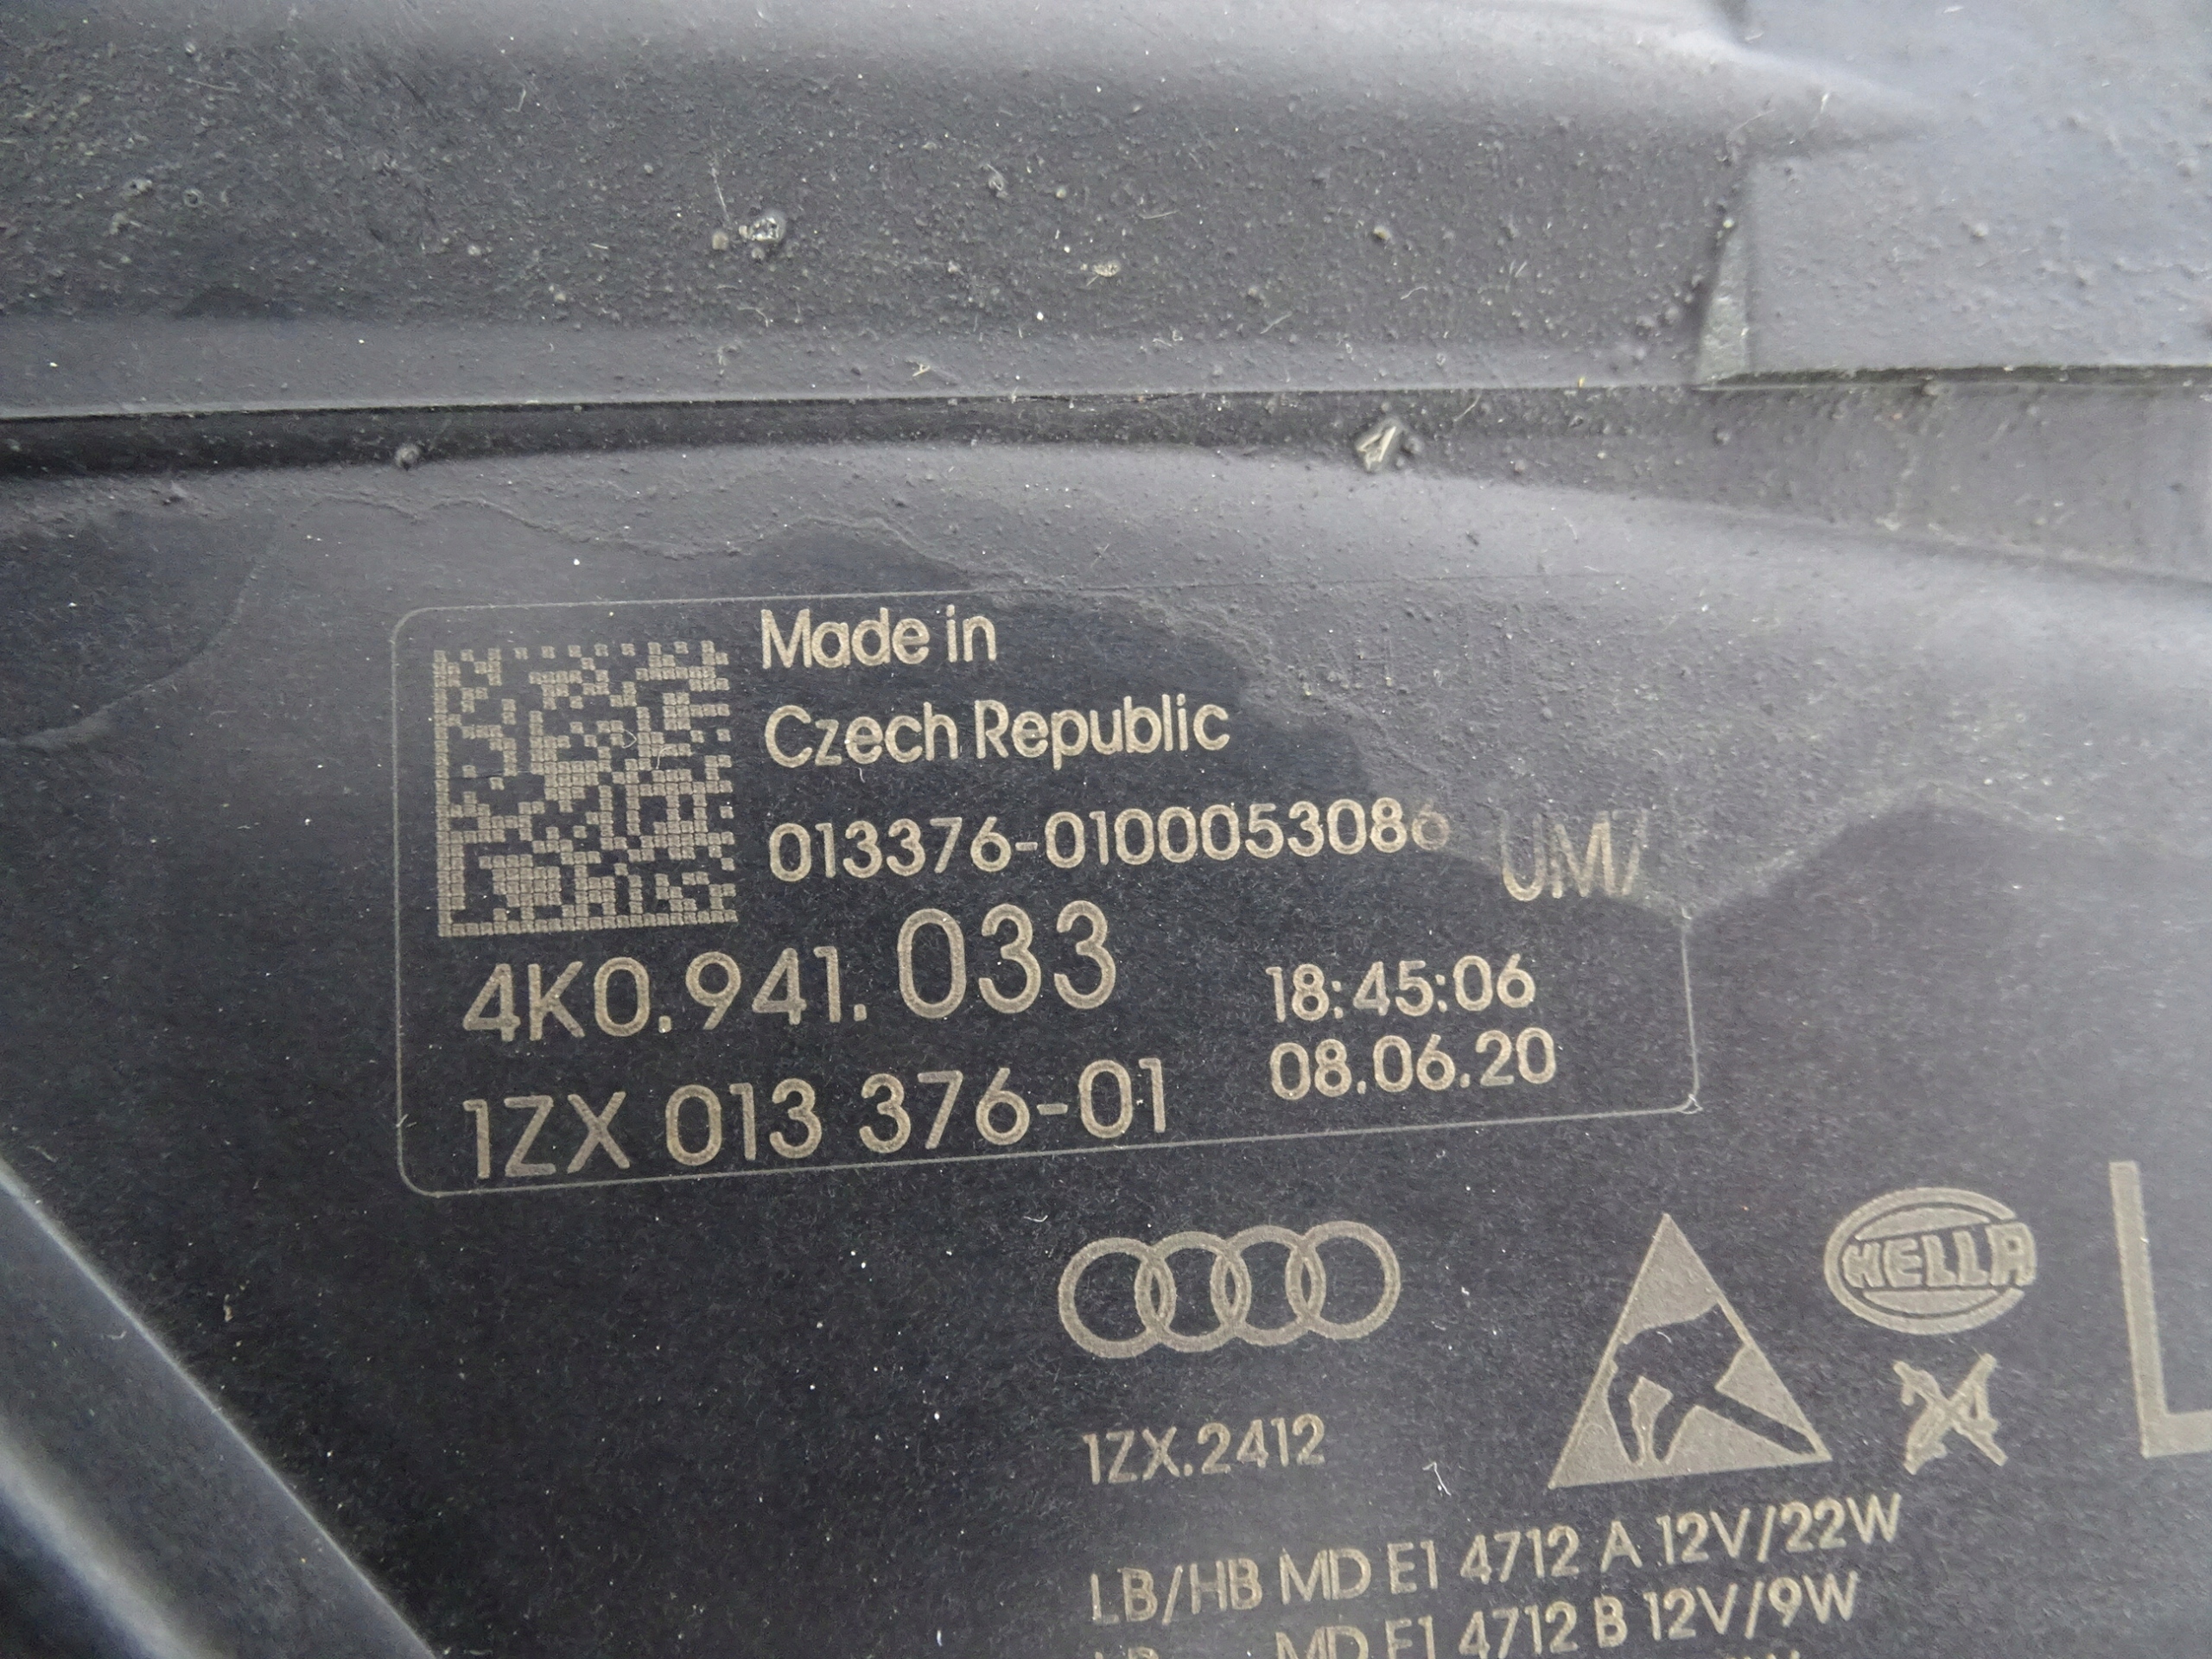 Made in
Czech Republic
013376-0100053086
UM7
4K0.941.033
18:45:06
08.06.20
1ZX 013 376-01
HELLA
1ZX.2412
L
LB/HB MD E1 4712 A 12V/22W
MD E1 4712 B 12V/9W